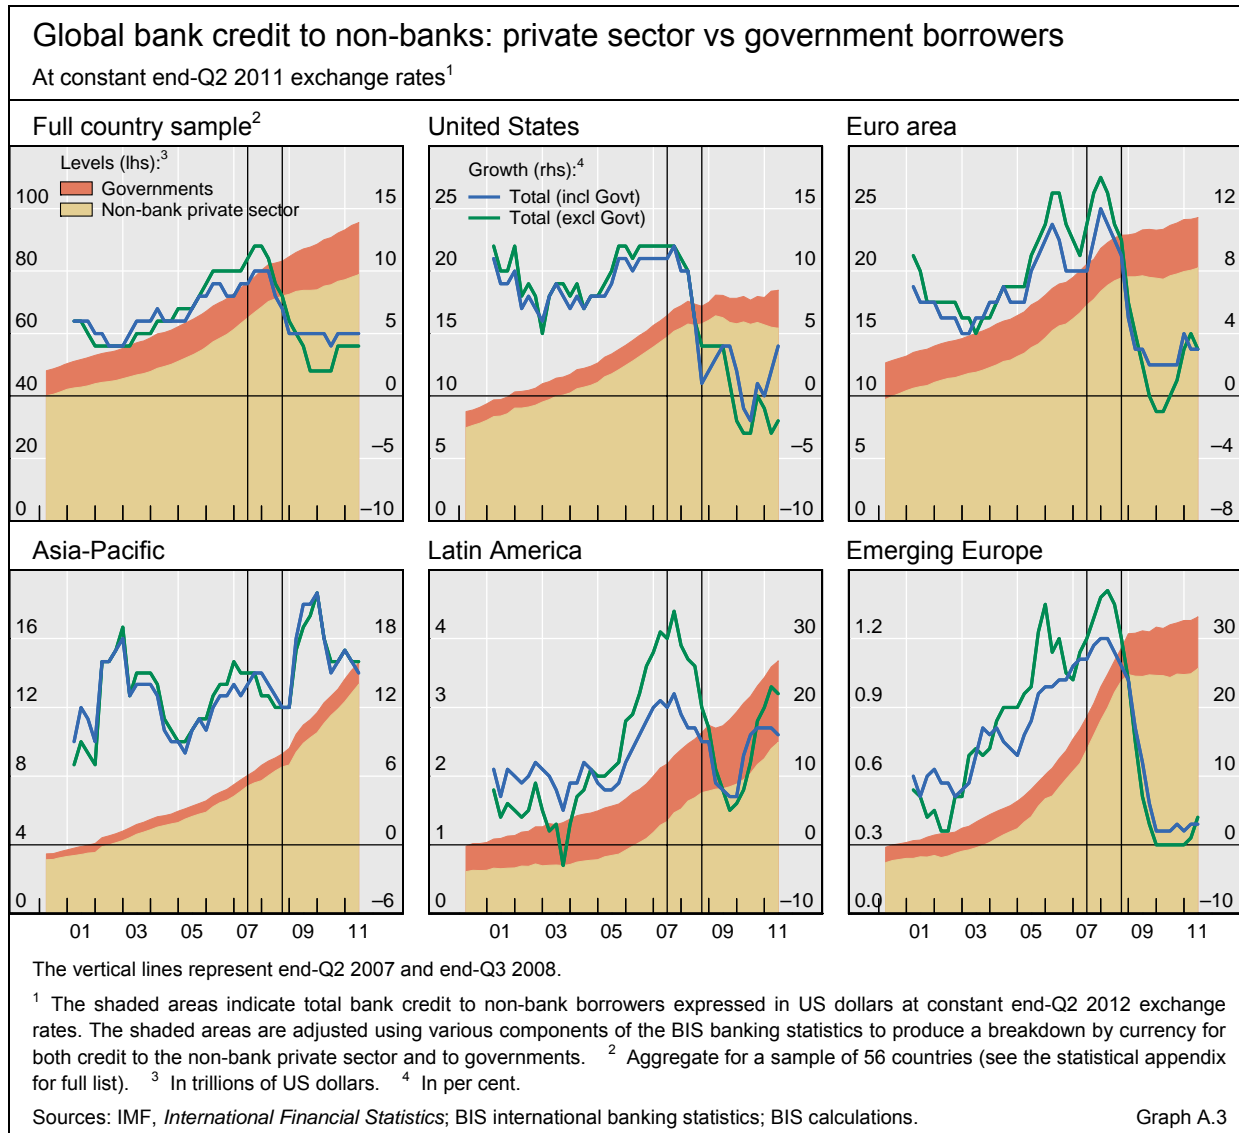 Global bank credit to non-banks: private sector vs government borrowers
At constant end-Q2 2011 exchange rates¹
Full country sample²
United States
Euro area
Levels (lhs):³
Governments
Non-bank private sector
100
80
60
40
20
0
15
10
5
0
–5
–10
Growth (rhs):⁴
Total (incl Govt)
Total (excl Govt)
25
20
15
10
5
0
15
10
5
0
–5
–10
25
20
15
10
5
0
12
8
4
0
–4
–8
Asia-Pacific
Latin America
Emerging Europe
16
12
8
4
0
18
12
6
0
–6
4
3
2
1
0
30
20
10
0
–10
1.2
0.9
0.6
0.3
0.0
30
20
10
0
–10
01 03 05 07 09 11
01 03 05 07 09 11
01 03 05 07 09 11
The vertical lines represent end-Q2 2007 and end-Q3 2008.
¹ The shaded areas indicate total bank credit to non-bank borrowers expressed in US dollars at constant end-Q2 2012 exchange
rates. The shaded areas are adjusted using various components of the BIS banking statistics to produce a breakdown by currency for
both credit to the non-bank private sector and to governments. ² Aggregate for a sample of 56 countries (see the statistical appendix
for full list). ³ In trillions of US dollars. ⁴ In per cent.
Sources: IMF, International Financial Statistics; BIS international banking statistics; BIS calculations. Graph A.3